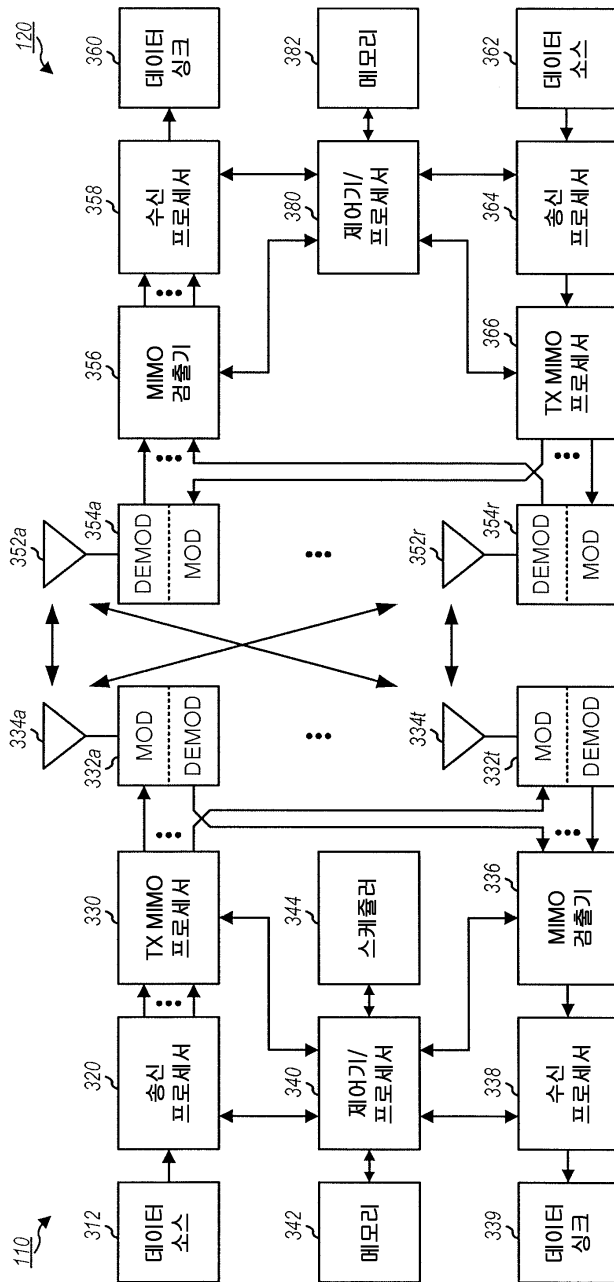 110
120
312
데이터
소스
320
송신
프로세서
330
TX MIMO
프로세서
332a
MOD
DEMOD
334a
352a
354a
DEMOD
MOD
356
MIMO
검출기
358
수신
프로세서
360
데이터
싱크
342
메모리
340
제어기/
프로세서
344
스케쥴러
380
제어기/
프로세서
382
메모리
339
데이터
싱크
338
수신
프로세서
336
MIMO
검출기
332t
MOD
DEMOD
334t
352r
354r
DEMOD
MOD
366
TX MIMO
프로세서
364
송신
프로세서
362
데이터
소스